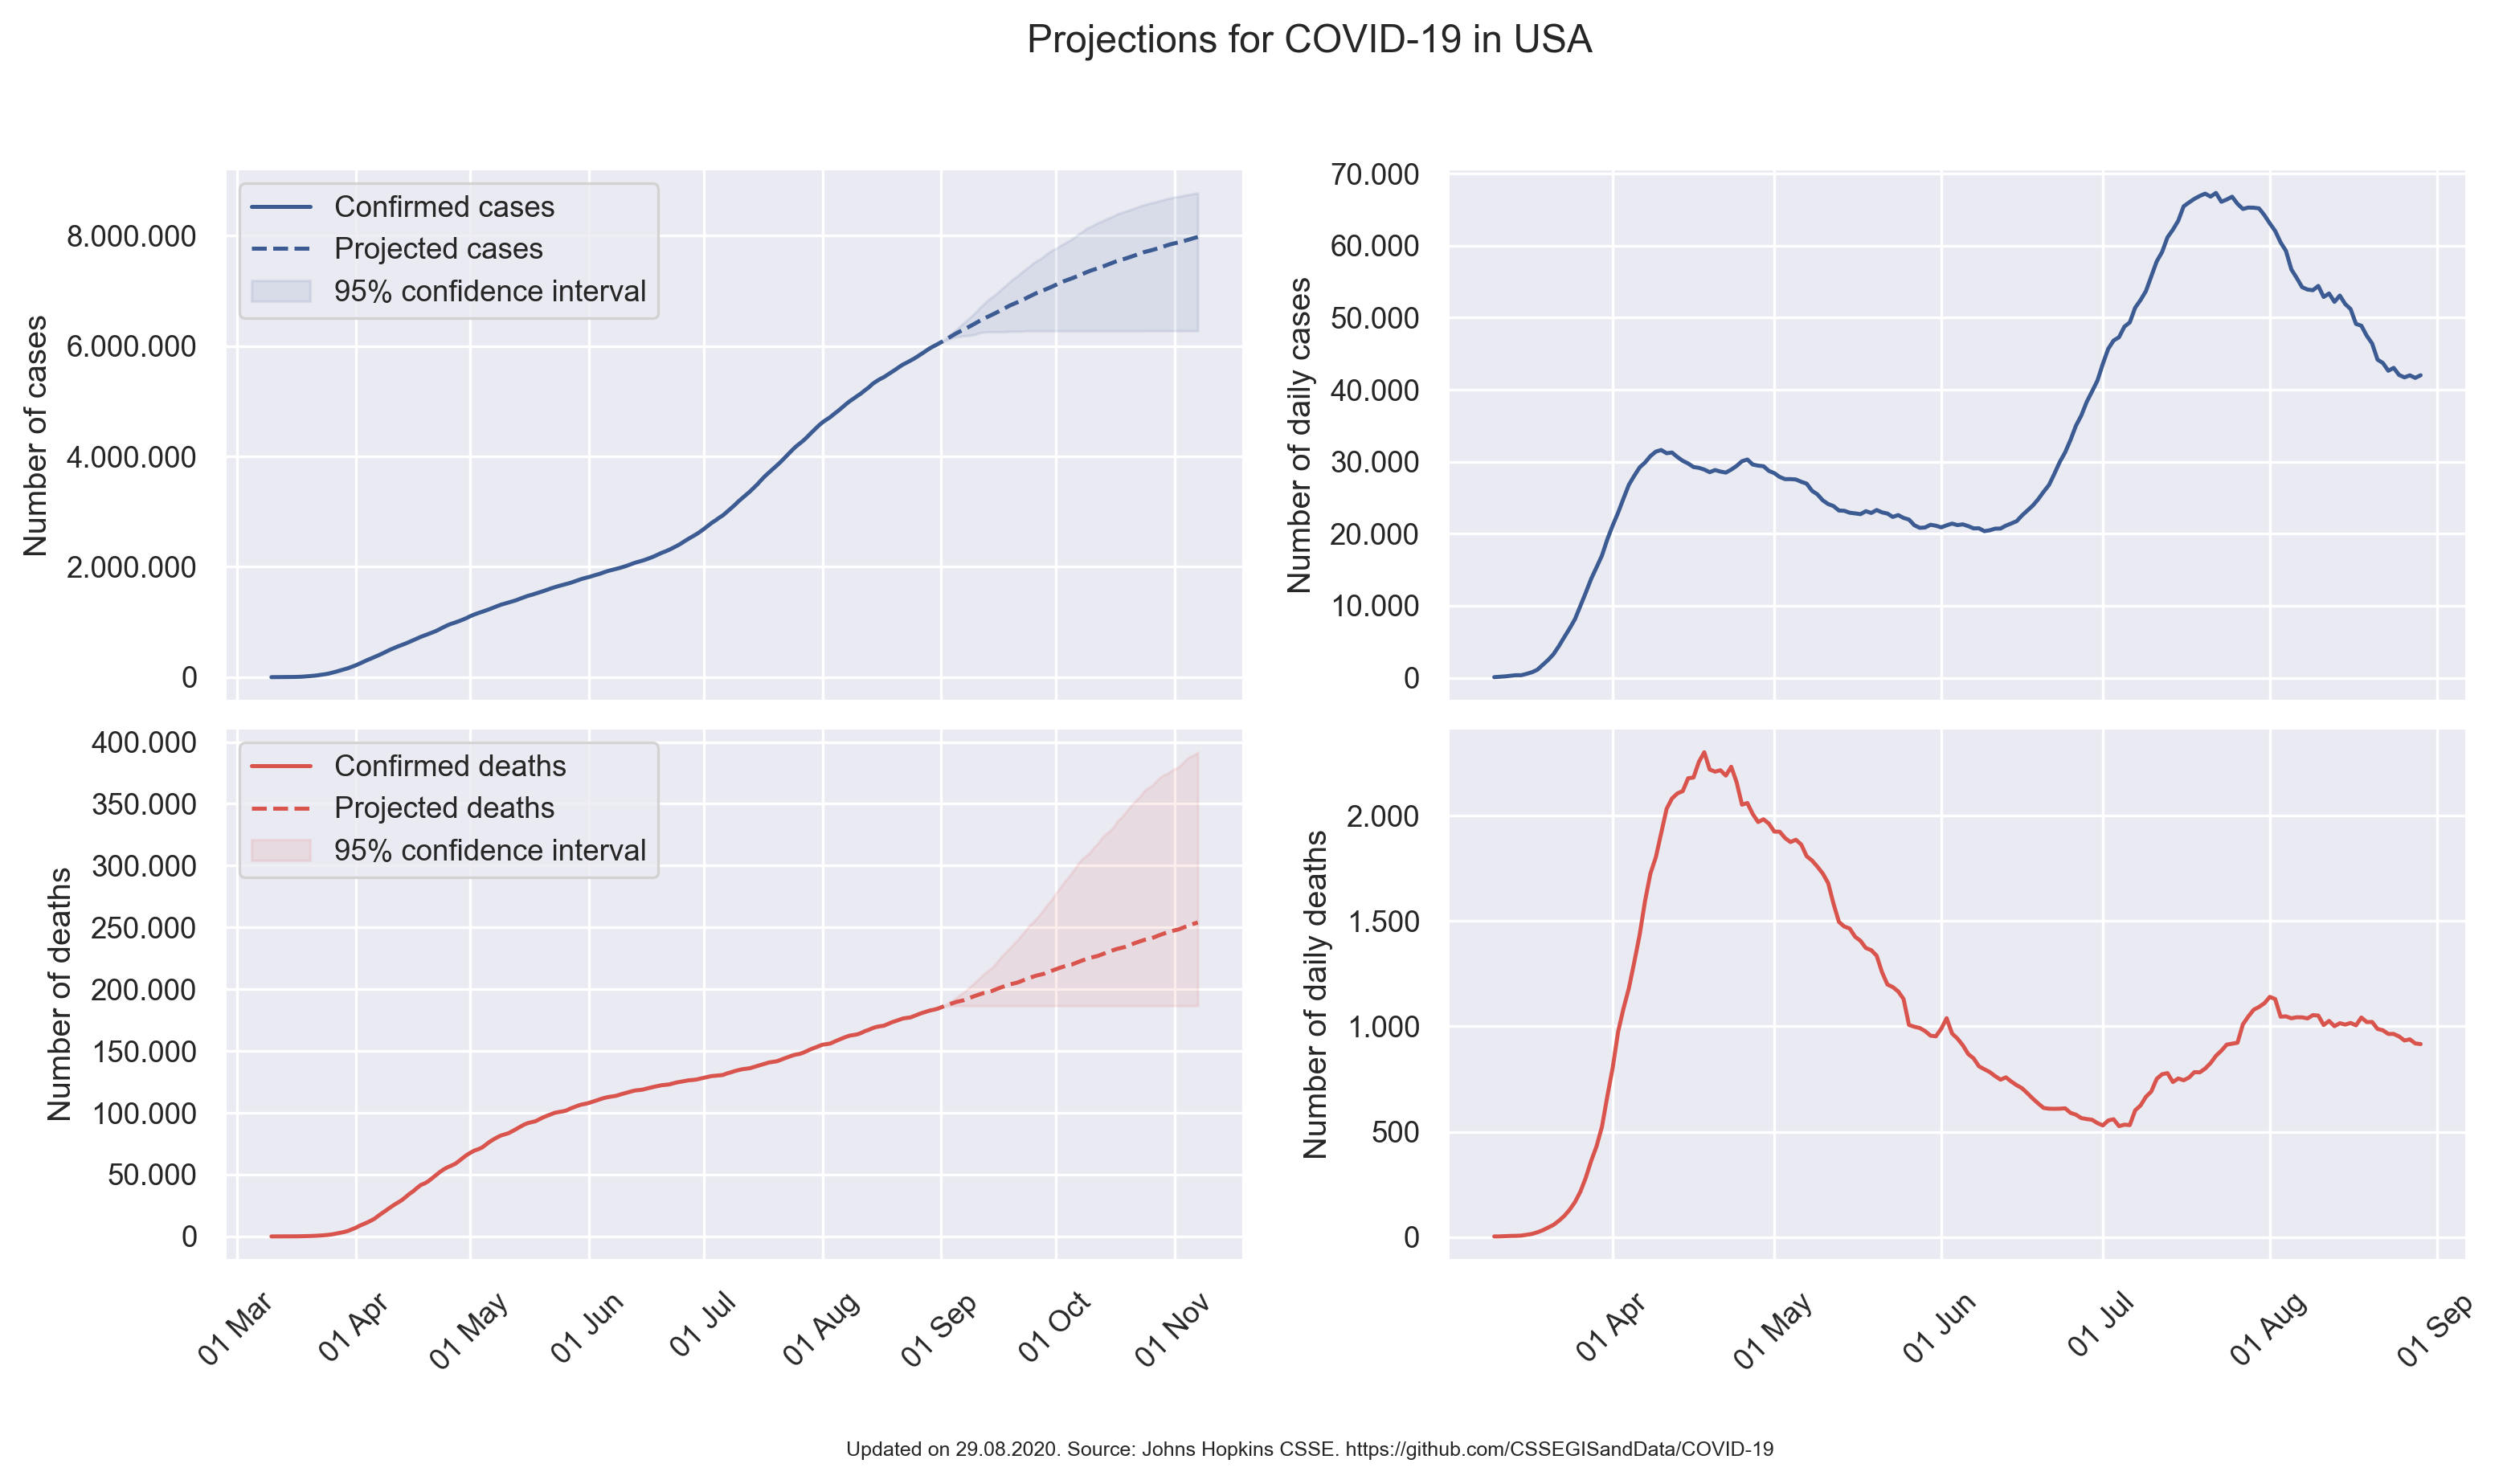 Projections for COVID-19 in USA
Number of cases
8.000.000
6.000.000
4.000.000
2.000.000
0
Confirmed cases
Projected cases
95% confidence interval
Number of daily cases
70.000
60.000
50.000
40.000
30.000
20.000
10.000
0
Number of deaths
400.000
350.000
300.000
250.000
200.000
150.000
100.000
50.000
0
Confirmed deaths
Projected deaths
95% confidence interval
01 Mar
01 Apr
01 May
01 Jun
01 Jul
01 Aug
01 Sep
01 Oct
01 Nov
Number of daily deaths
2.000
1.500
1.000
500
0
01 Apr
01 May
01 Jun
01 Jul
01 Aug
01 Sep
Updated on 29.08.2020. Source: Johns Hopkins CSSE. https://github.com/CSSEGISandData/COVID-19